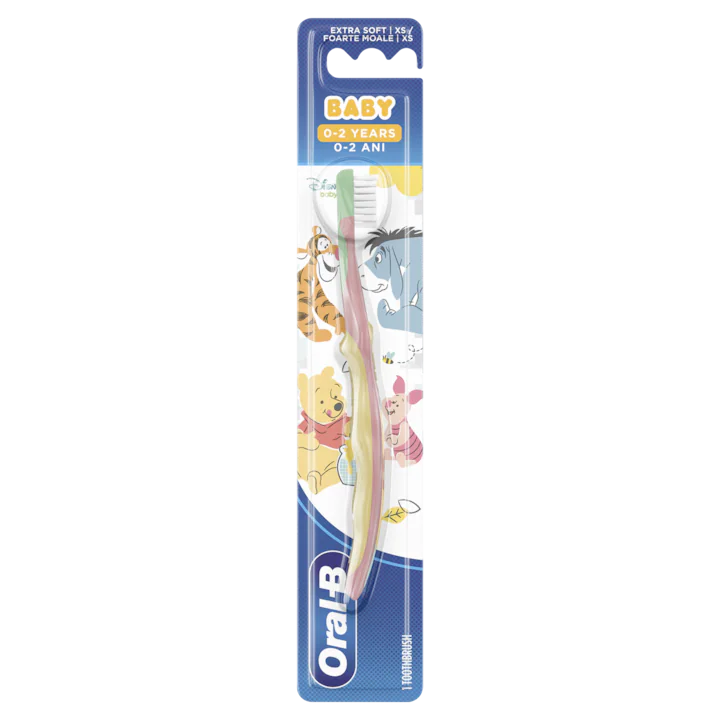 EXTRA SOFT | XS /
FOARTE MOALE | XS
BABY
0-2 YEARS
0-2 ANI
Disney
baby
Oral-B
1 TOOTHBRUSH